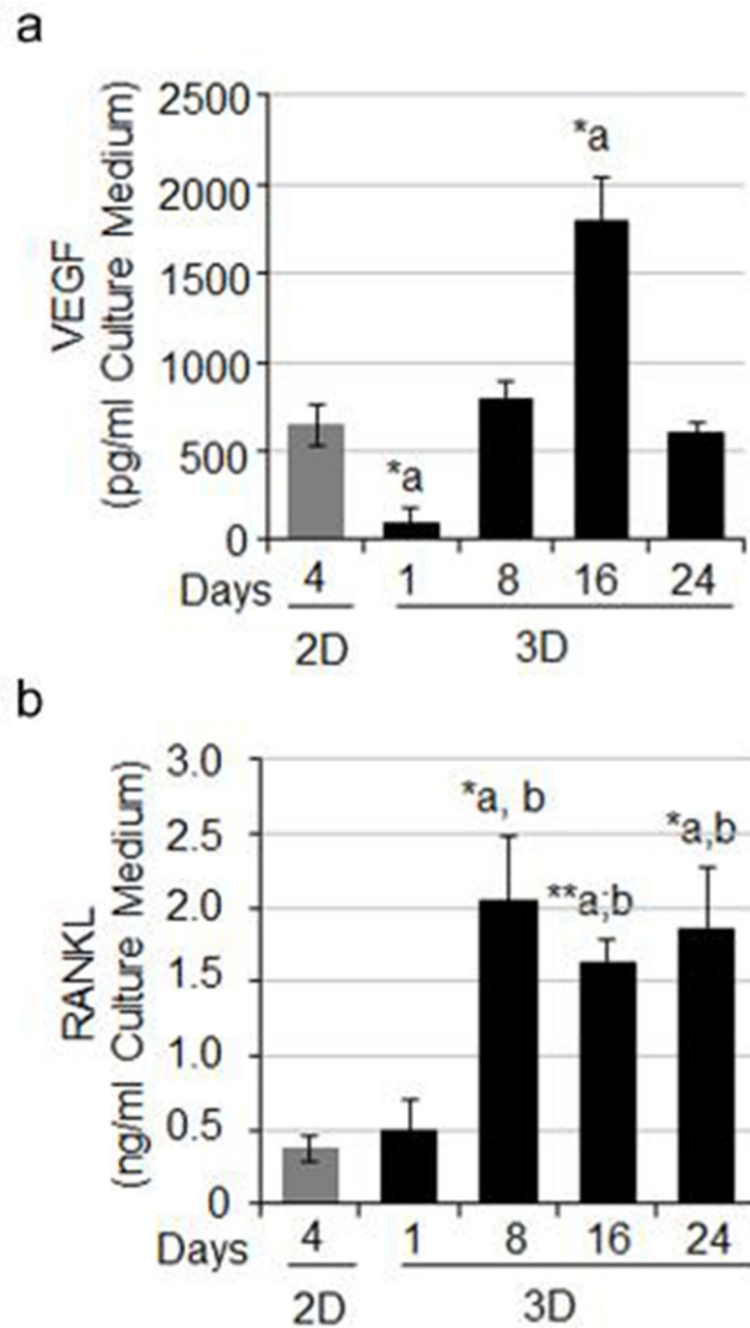 a
VEGF
(pg/ml Culture Medium)
2500
2000
1500
1000
500
0
*a
*a
Days 4 1 8 16 24
2D 3D
b
RANKL
(ng/ml Culture Medium)
3.0
2.5
2.0
1.5
1.0
0.5
0
*a, b
**a;b
*a,b
Days 4 1 8 16 24
2D 3D